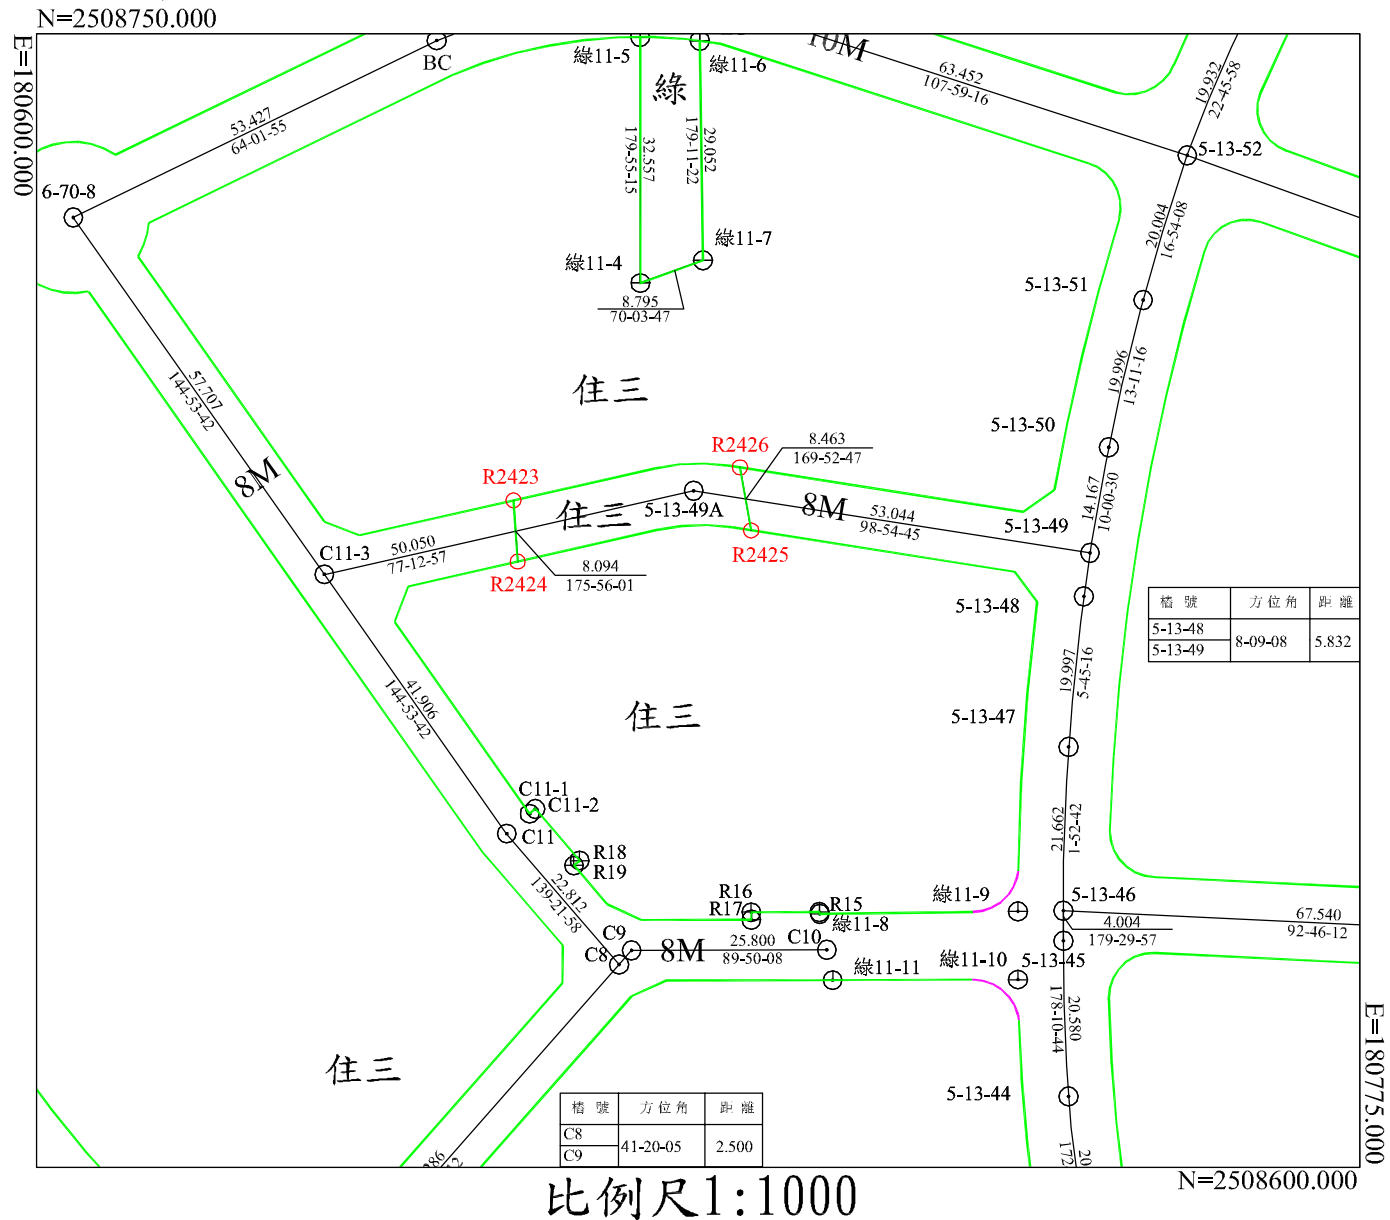 N=2508750.000
E=180600.000
BC
綠11-5
綠11-6
10M
綠
63.452
107-59-16
19.932
22-45-58
53.427
64-01-55
32.557
179-55-15
29.052
179-11-22
5-13-52
6-70-8
綠11-7
綠11-4
20.004
16-54-08
5-13-51
8.795
70-03-47
57.707
144-53-42
住三
19.996
13-11-16
5-13-50
R2426
8.463
169-52-47
8M
R2423
住三
5-13-49A
8M
53.044
98-54-45
5-13-49
14.167
10-00-30
R2425
C11-3
50.050
77-12-57
R2424
8.094
175-56-01
5-13-48
樁 號
方位角
距 離
5-13-48
5-13-49
8-09-08
5.832
19.997
5-45-16
41.906
144-53-42
住三
5-13-47
C11-1
C11-2
C11
R18
R19
21.662
1-52-42
22.812
139-21-58
R16
R17
R15
綠11-8
綠11-9
5-13-46
4.004
179-29-57
67.540
92-46-12
C9
C8
8M
25.800
89-50-08
C10
綠11-11
綠11-10
5-13-45
20.580
178-10-44
住三
5-13-44
樁 號
方位角
距 離
C8
C9
41-20-05
2.500
20
172
E=180775.000
N=2508600.000
比例尺1:1000